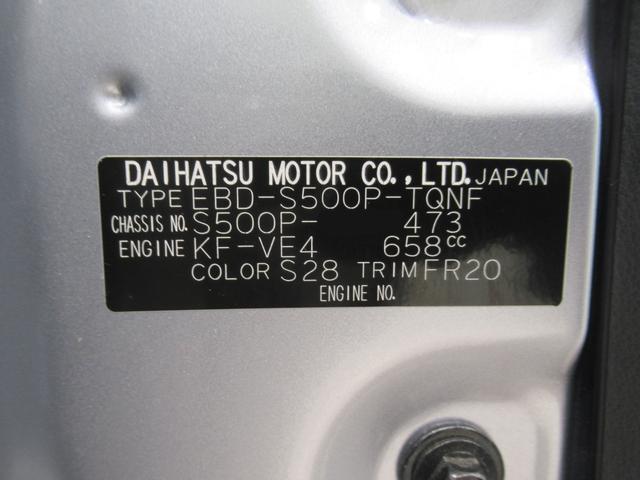 DAIHATSU MOTOR CO.,LTD. JAPAN
TYPE EBD-S500P-TQNF
CHASSIS NO. S500P- 473
ENGINE KF-VE4 658cc
COLOR S28 TRIM FR20
ENGINE NO.